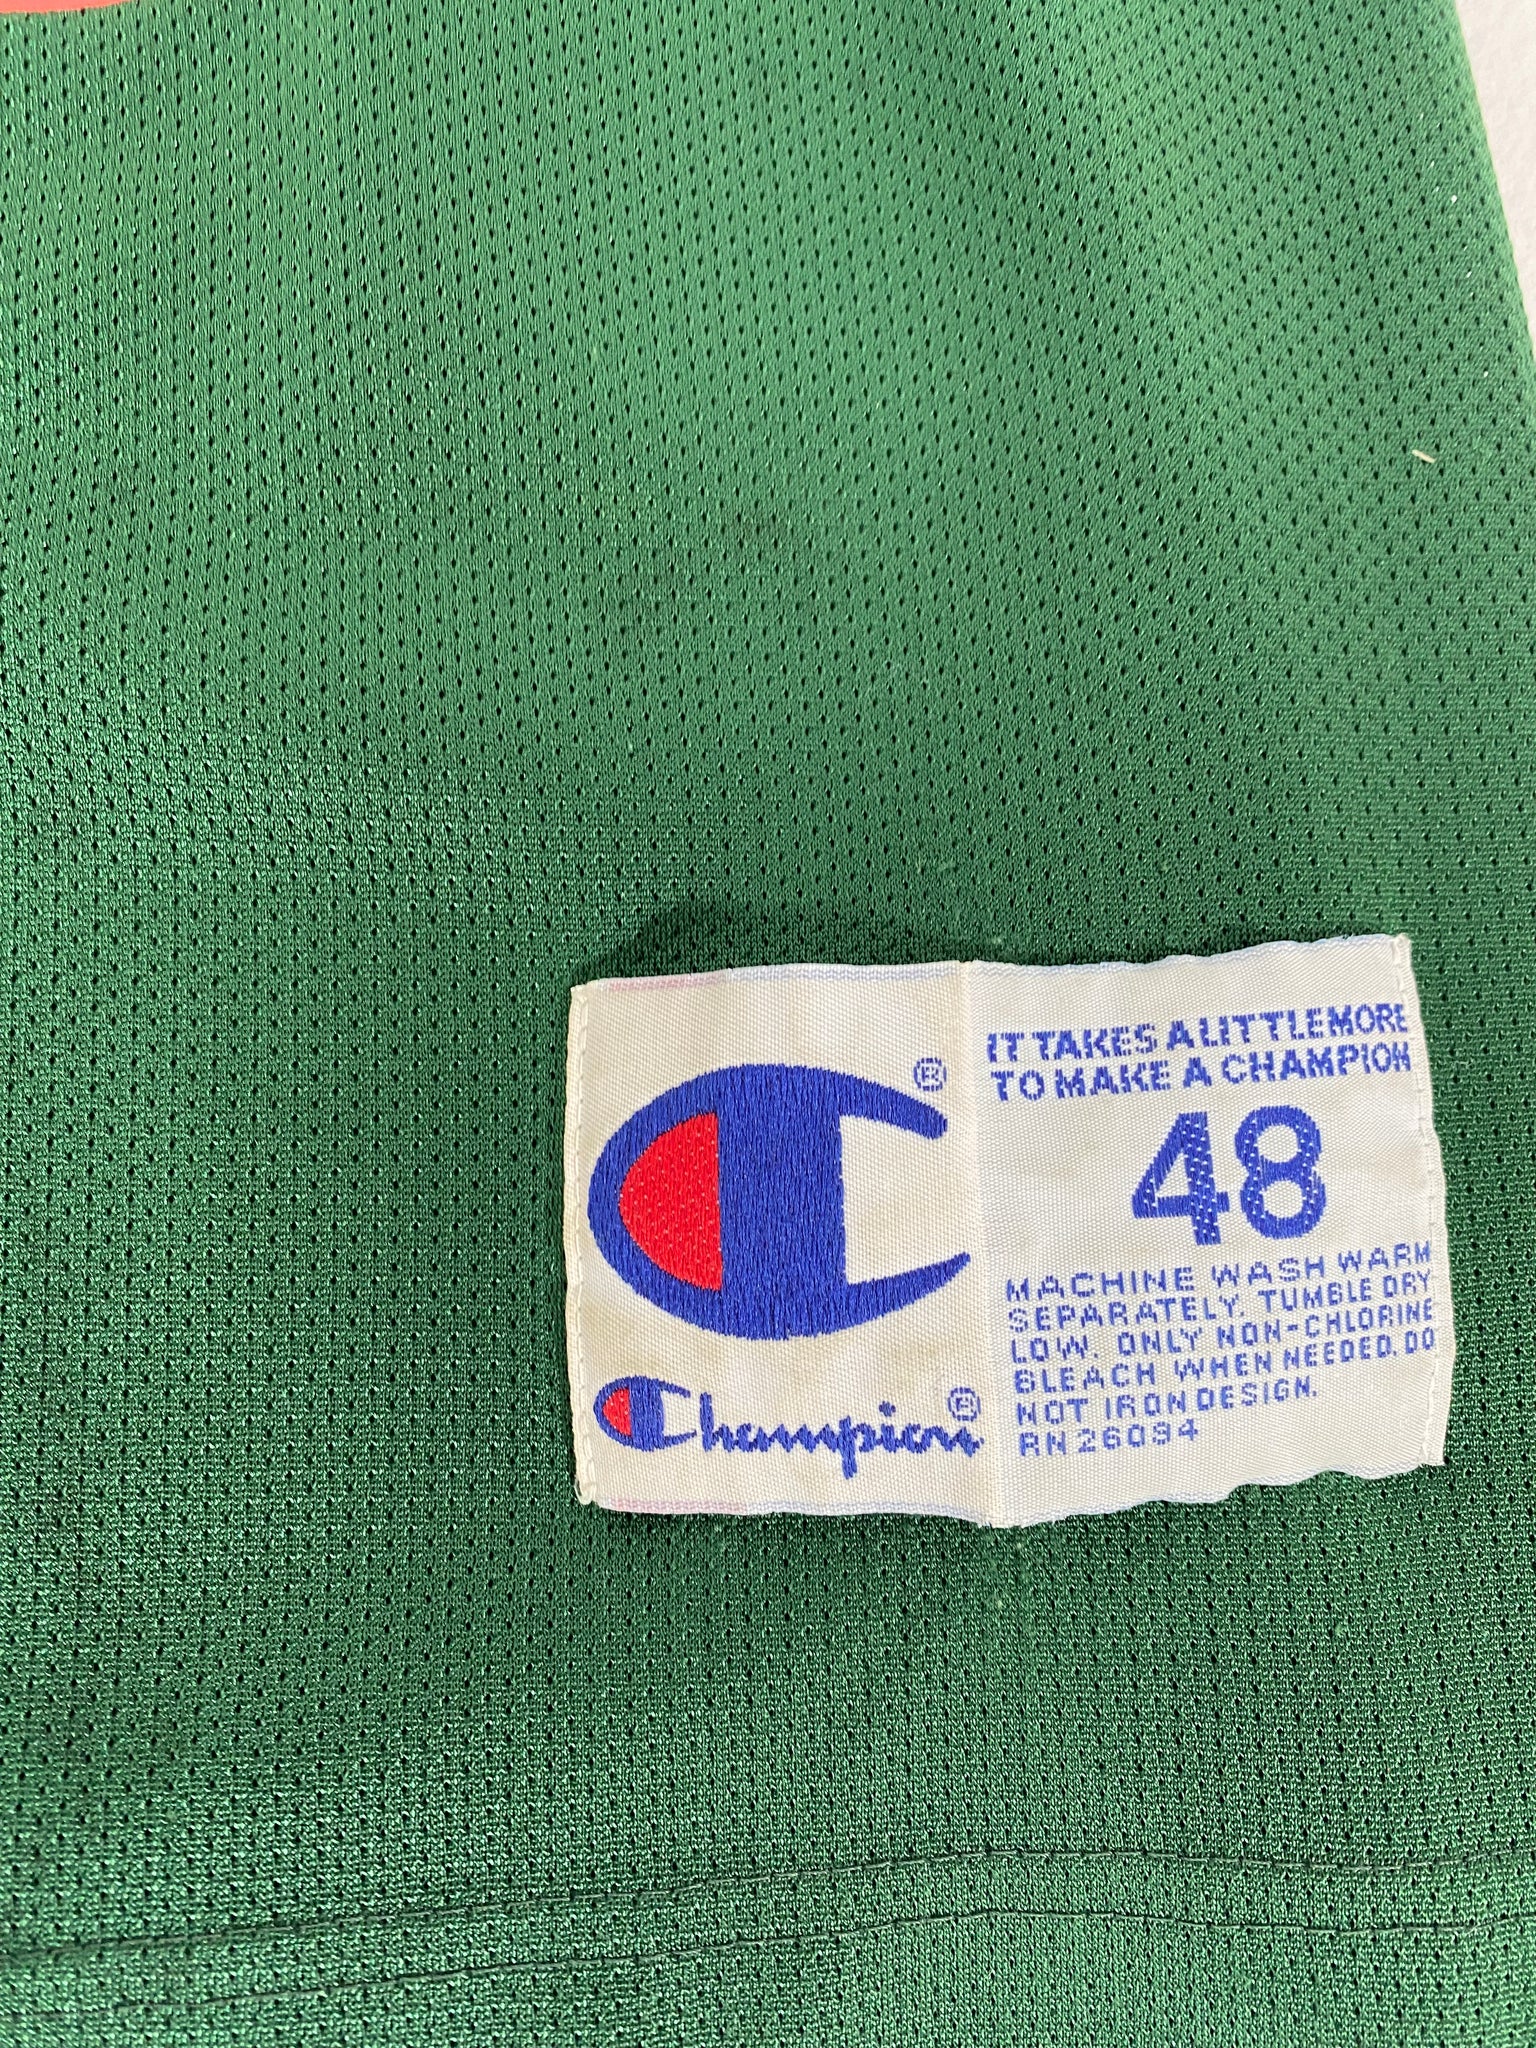 IT TAKES A LITTLE MORE
TO MAKE A CHAMPION
48
MACHINE WASH WARM
SEPARATELY. TUMBLE DRY
LOW. ONLY NON-CHLORINE
BLEACH WHEN NEEDED. DO
NOT IRON DESIGN.
RN 26094
®
Champion®